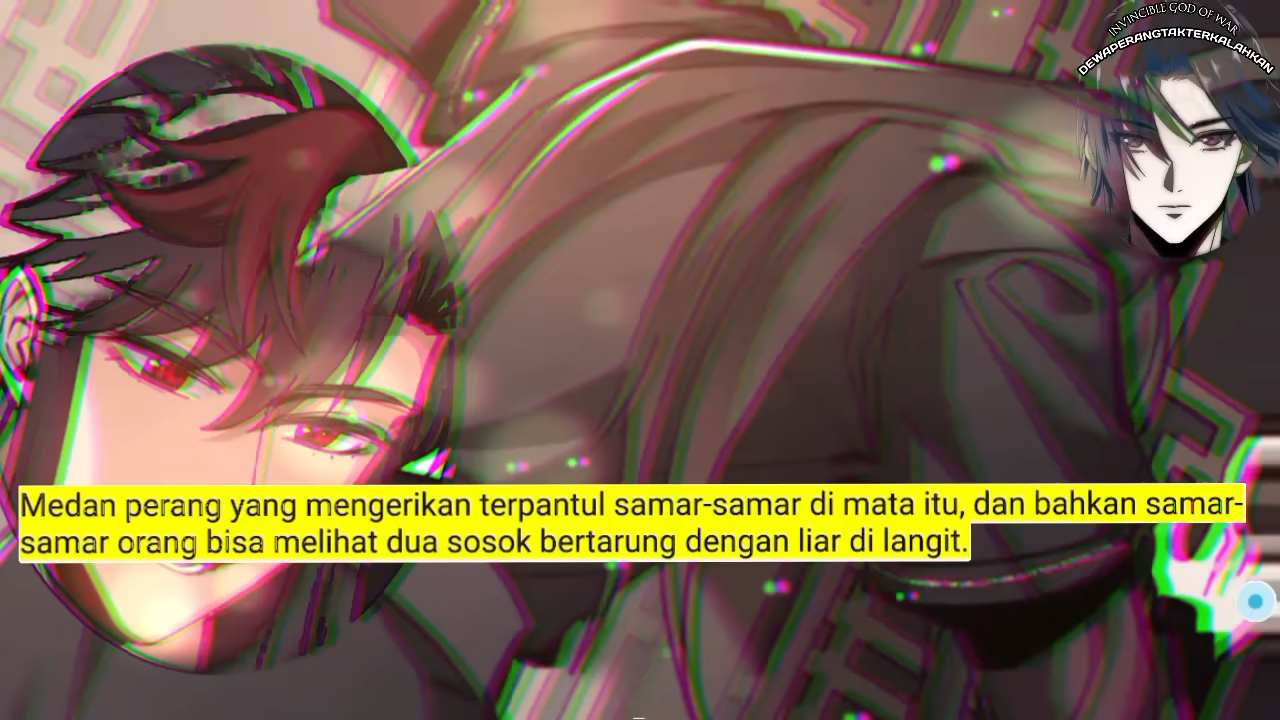 INVINCIBLE GOD OF WAR
DEWAPERANGTAKTERKALAHKAN
Medan perang yang mengerikan terpantul samar-samar di mata itu, dan bahkan samar-
samar orang bisa melihat dua sosok bertarung dengan liar di langit.